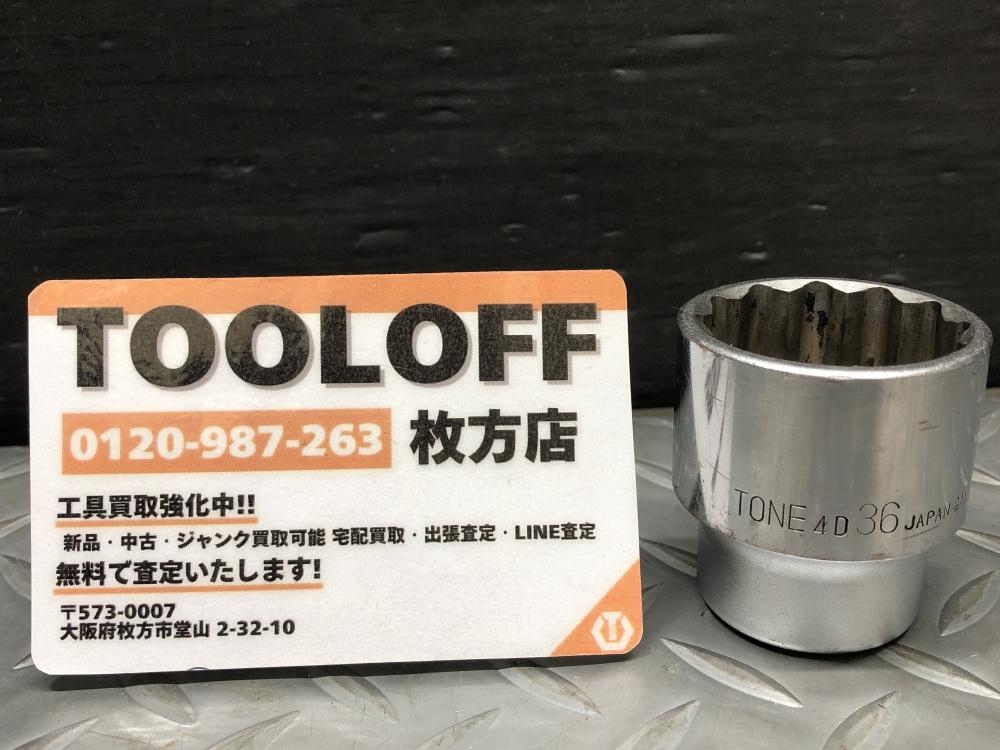 TOOLOFF
0120-987-263 枚方店
工具買取強化中!!
新品・中古・ジャンク買取可能 宅配買取・出張査定・LINE査定
無料で査定いたします!
〒573-0007
大阪府枚方市堂山 2-32-10
TONE 4D 36 JAPAN